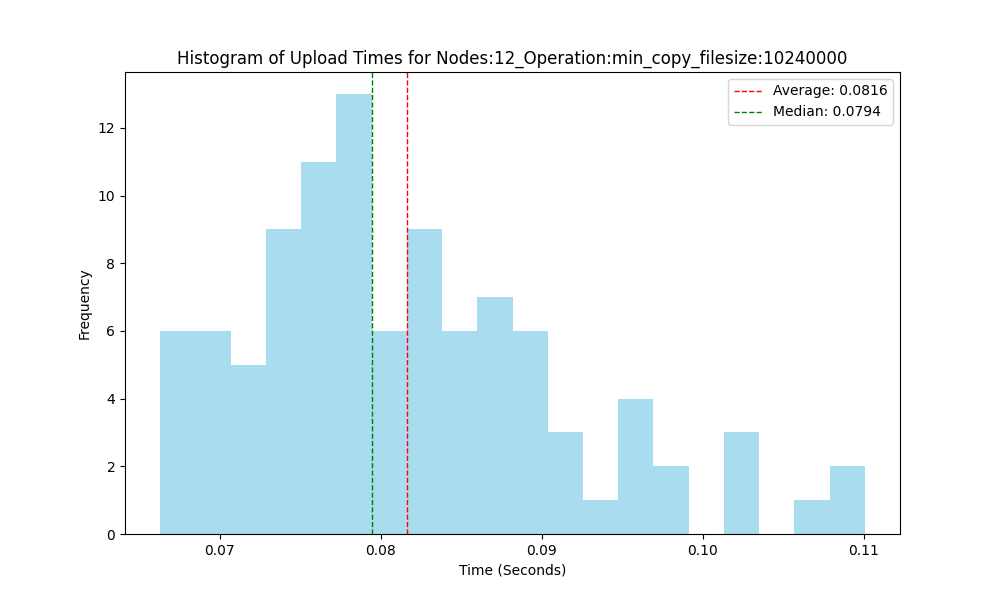 Histogram of Upload Times for Nodes:12_Operation:min_copy_filesize:10240000
Average: 0.0816
Median: 0.0794
12
10
8
6
4
2
0
Frequency
0.07 0.08 0.09 0.10 0.11
Time (Seconds)